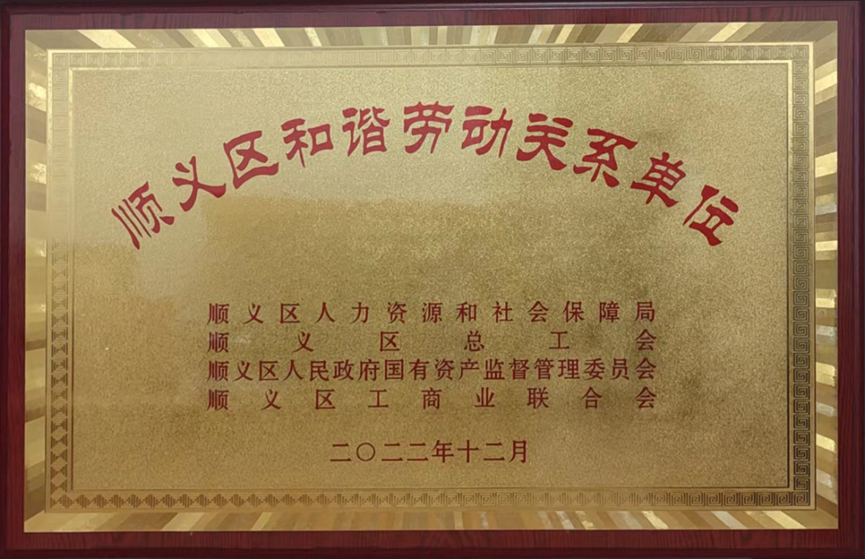 顺义区和谐劳动关系单位
顺义区人力资源和社会保障局
顺义区总工会
顺义区人民政府国有资产监督管理委员会
顺义区工商业联合会
二〇二二年十二月